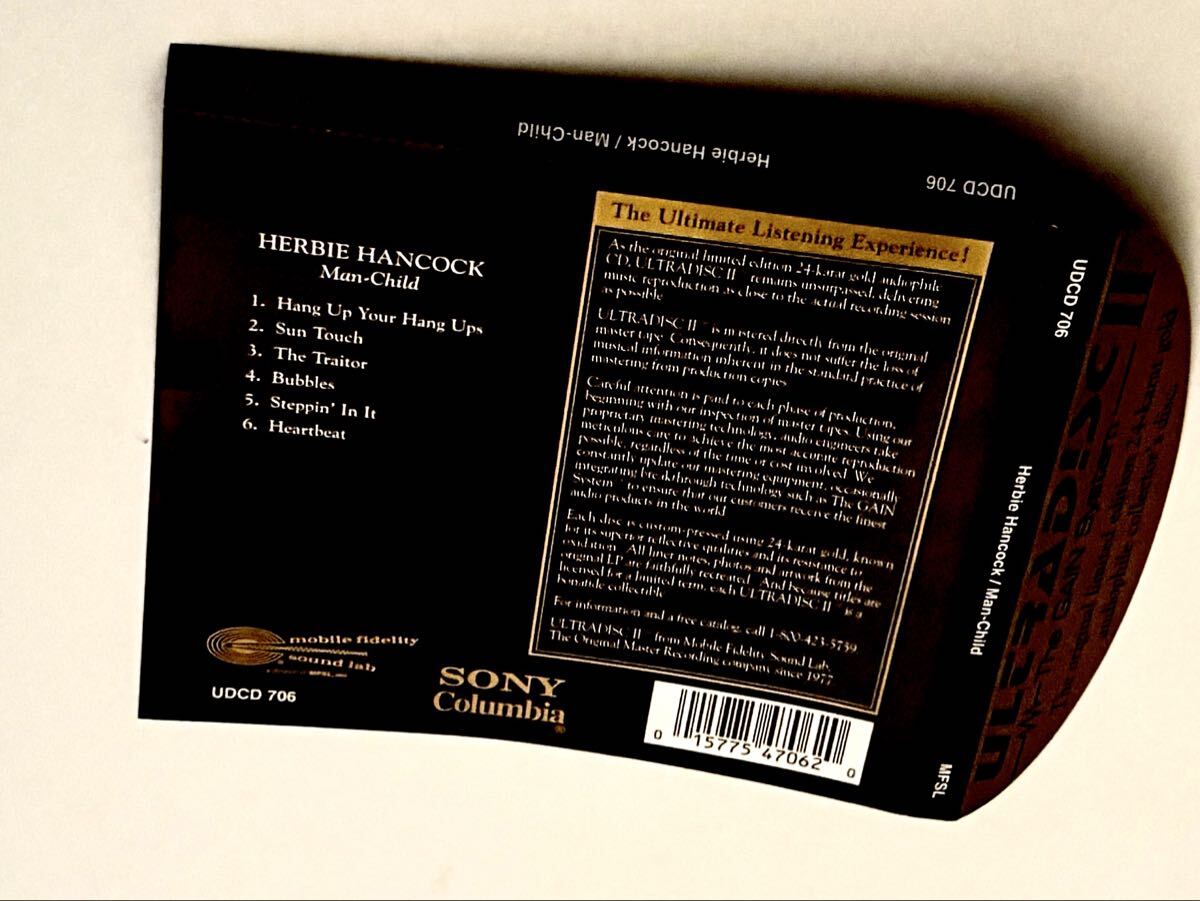 Herbie Hancock / Man-Child
UDCD 706
HERBIE HANCOCK
Man-Child
1. Hang Up Your Hang Ups
2. Sun Touch
3. The Traitor
4. Bubbles
5. Steppin' In It
6. Heartbeat
mobile fidelity
sound lab
UDCD 706
SONY
Columbia®
The Ultimate Listening Experience!
As the original limited edition 24-karat gold audiophile
CD, ULTRADISC II™ remains unsurpassed, delivering
music reproduction as close to the actual recording session
as possible.
ULTRADISC II™ is mastered directly from the original
master tape. Consequently, it does not suffer the loss of
musical information inherent in the standard practice of
mastering from production copies.
Careful attention is paid to each phase of production,
beginning with our inspection of master tapes. Using our
proprietary mastering technology, audio engineers take
meticulous care to achieve the most accurate reproduction
possible, regardless of the time or cost involved. We
constantly update our mastering equipment, occasionally
integrating breakthrough technology such as The GAIN
System™ to ensure that our customers receive the finest
audio products in the world.
Each disc is custom-pressed using 24-karat gold, known
for its superior reflective qualities and its resistance to
oxidation. All liner notes, photos and artwork from the
original LP are faithfully recreated. And because titles are
licensed for a limited term, each ULTRADISC II™ is a
bonafide collectible.
For information and a free catalog, call 1-800-423-5759
ULTRADISC II™ from Mobile Fidelity Sound Lab,
The Original Master Recording company since 1977
0 15775 47062 0
UDCD 706
Herbie Hancock / Man-Child
MFSL
ULTRADISC II